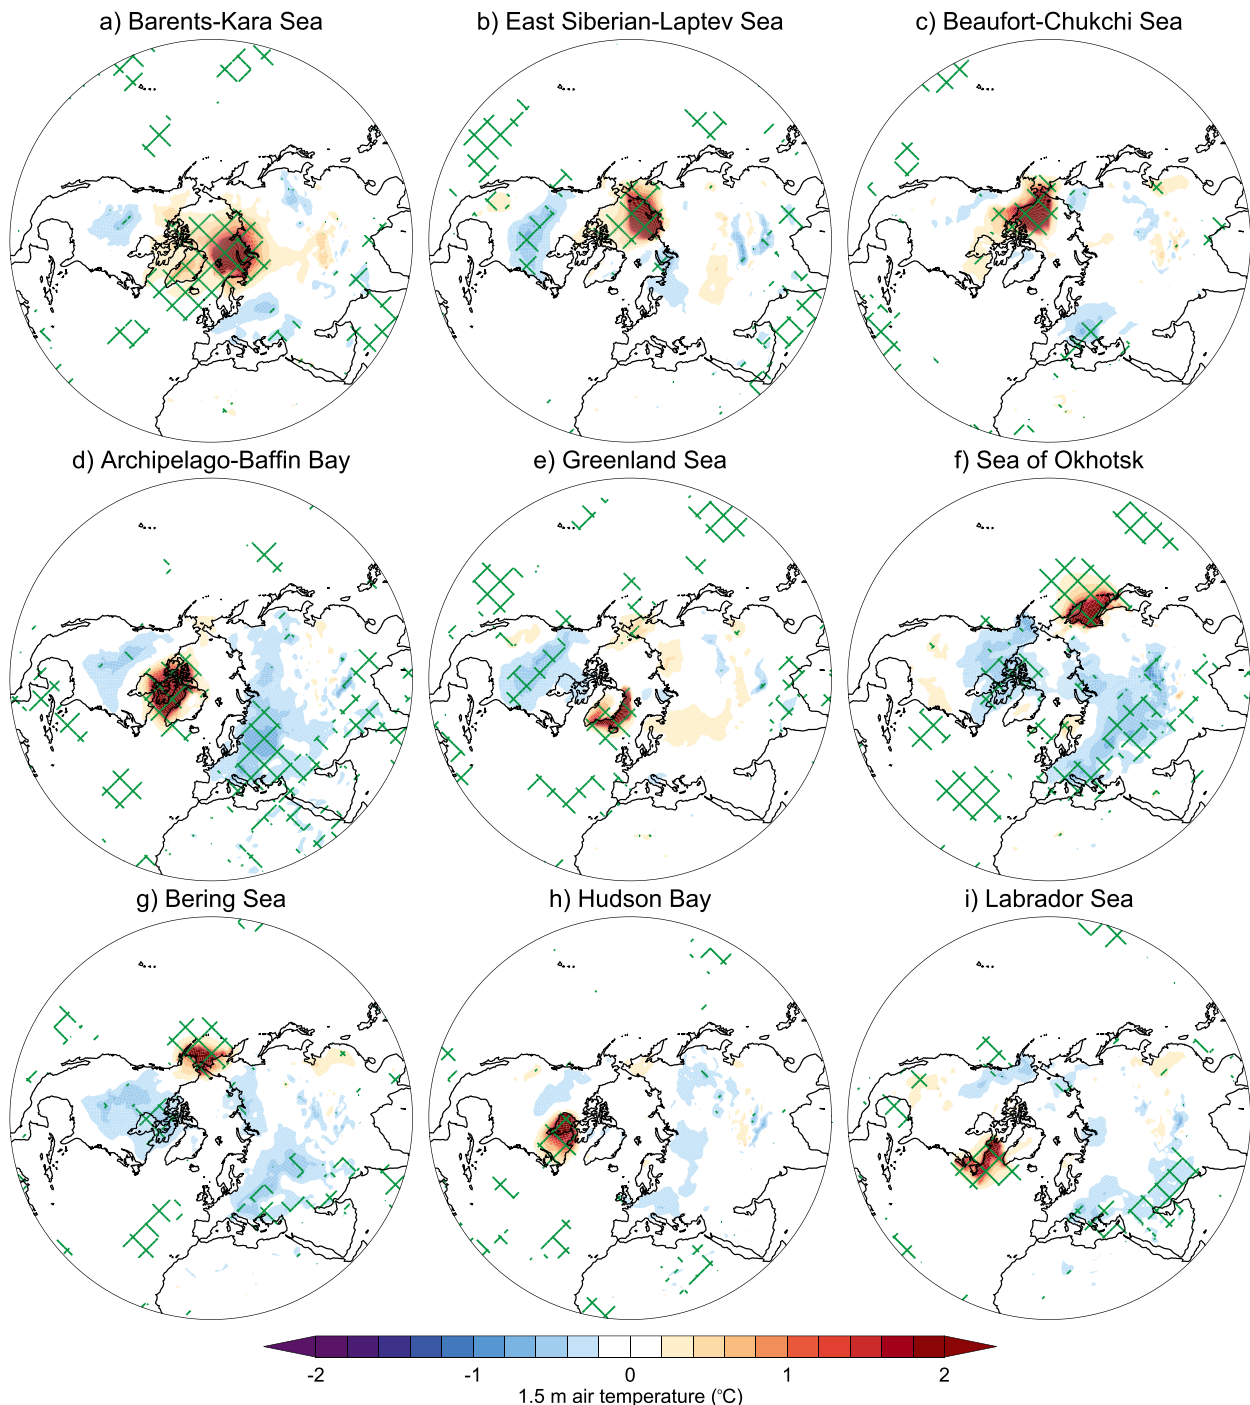 a) Barents-Kara Sea
b) East Siberian-Laptev Sea
c) Beaufort-Chukchi Sea
d) Archipelago-Baffin Bay
e) Greenland Sea
f) Sea of Okhotsk
g) Bering Sea
h) Hudson Bay
i) Labrador Sea
-2 -1 0 1 2
1.5 m air temperature (°C)